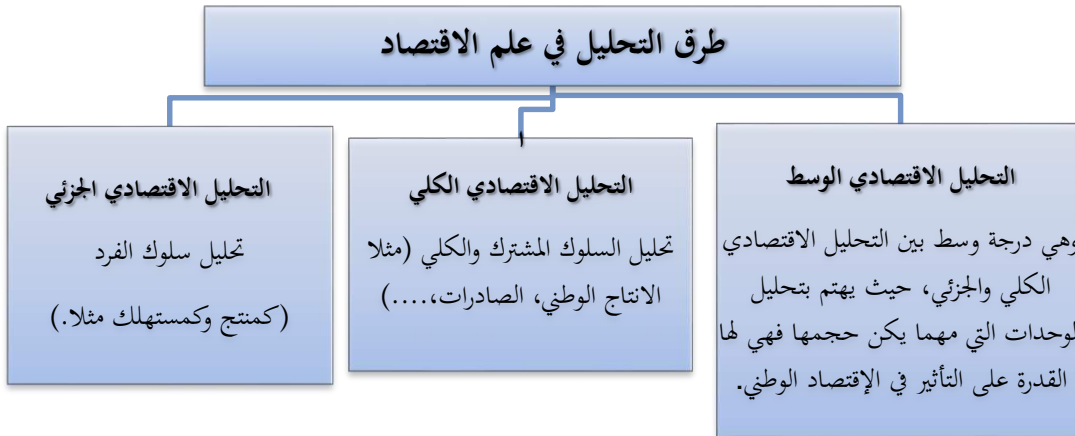 طرق التحليل في علم الاقتصاد
التحليل الاقتصادي الوسط
وهي درجة وسط بين التحليل الاقتصادي
الكلي والجزئي، حيث يهتم بتحليل
الوحدات التي مهما يكن حجمها فهي لها
القدرة على التأثير في الإقتصاد الوطني.
التحليل الاقتصادي الكلي
تحليل السلوك المشترك والكلي (مثلا
الانتاج الوطني، الصادرات،....)
التحليل الاقتصادي الجزئي
تحليل سلوك الفرد
(كمنتج وكمستهلك مثلا.)